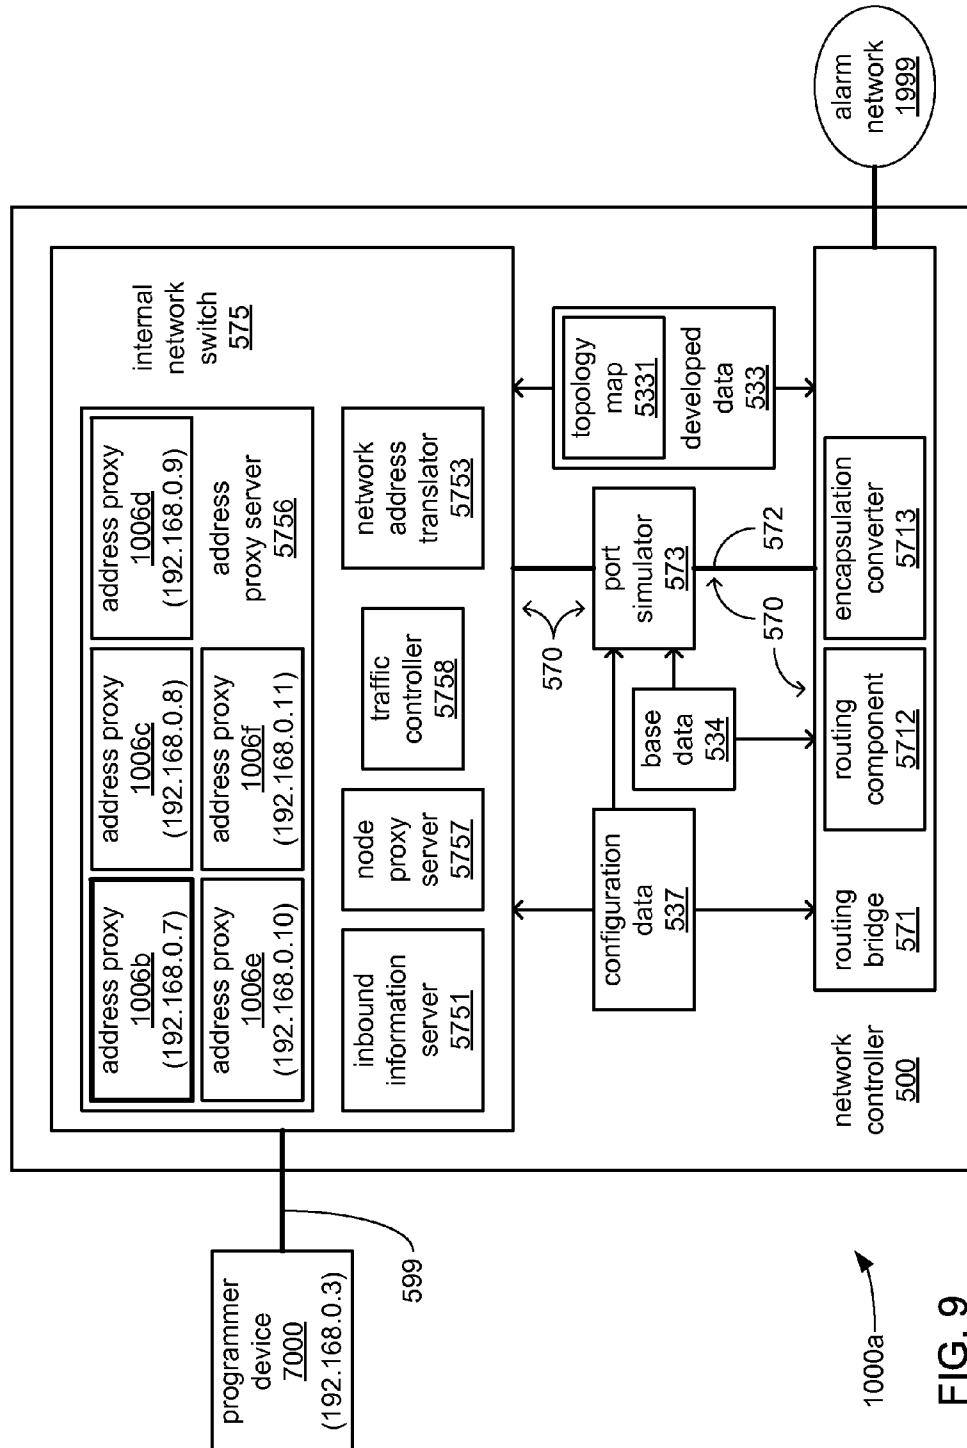 programmer
device
7000
(192.168.0.3)
599
internal
network
switch
575
address proxy
1006b
(192.168.0.7)
address proxy
1006c
(192.168.0.8)
address proxy
1006d
(192.168.0.9)
address proxy
1006e
(192.168.0.10)
address proxy
1006f
(192.168.0.11)
address
proxy server
5756
inbound
information
server
5751
node
proxy
server
5757
traffic
controller
5758
network
address
translator
5753
570
configuration
data
537
base
data
534
port
simulator
573
topology
map
5331
developed
data
533
572
570
routing
bridge
571
routing
component
5712
encapsulation
converter
5713
network
controller
500
alarm
network
1999
1000a
FIG. 9